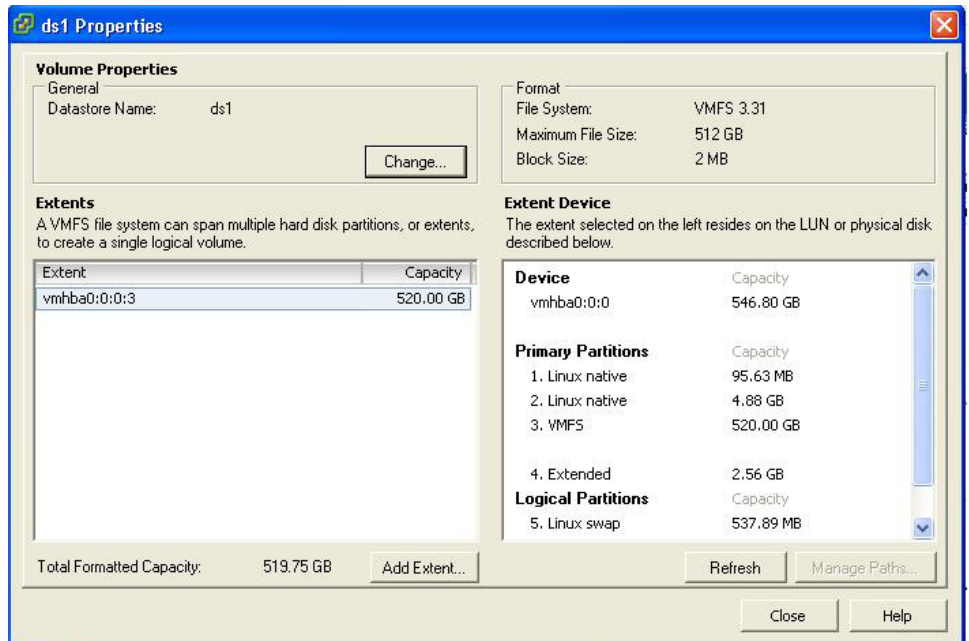 ds1 Properties
Volume Properties
General
Datastore Name: ds1
Change...
Format
File System: VMFS 3.31
Maximum File Size: 512 GB
Block Size: 2 MB
Extents
A VMFS file system can span multiple hard disk partitions, or extents,
to create a single logical volume.
Extent Capacity
vmhba0:0:0:3 520.00 GB
Total Formatted Capacity: 519.75 GB
Add Extent...
Extent Device
The extent selected on the left resides on the LUN or physical disk
described below.
Device Capacity
vmhba0:0:0 546.80 GB
Primary Partitions Capacity
1. Linux native 95.63 MB
2. Linux native 4.88 GB
3. VMFS 520.00 GB
4. Extended 2.56 GB
Logical Partitions Capacity
5. Linux swap 537.89 MB
Refresh
Manage Paths...
Close
Help